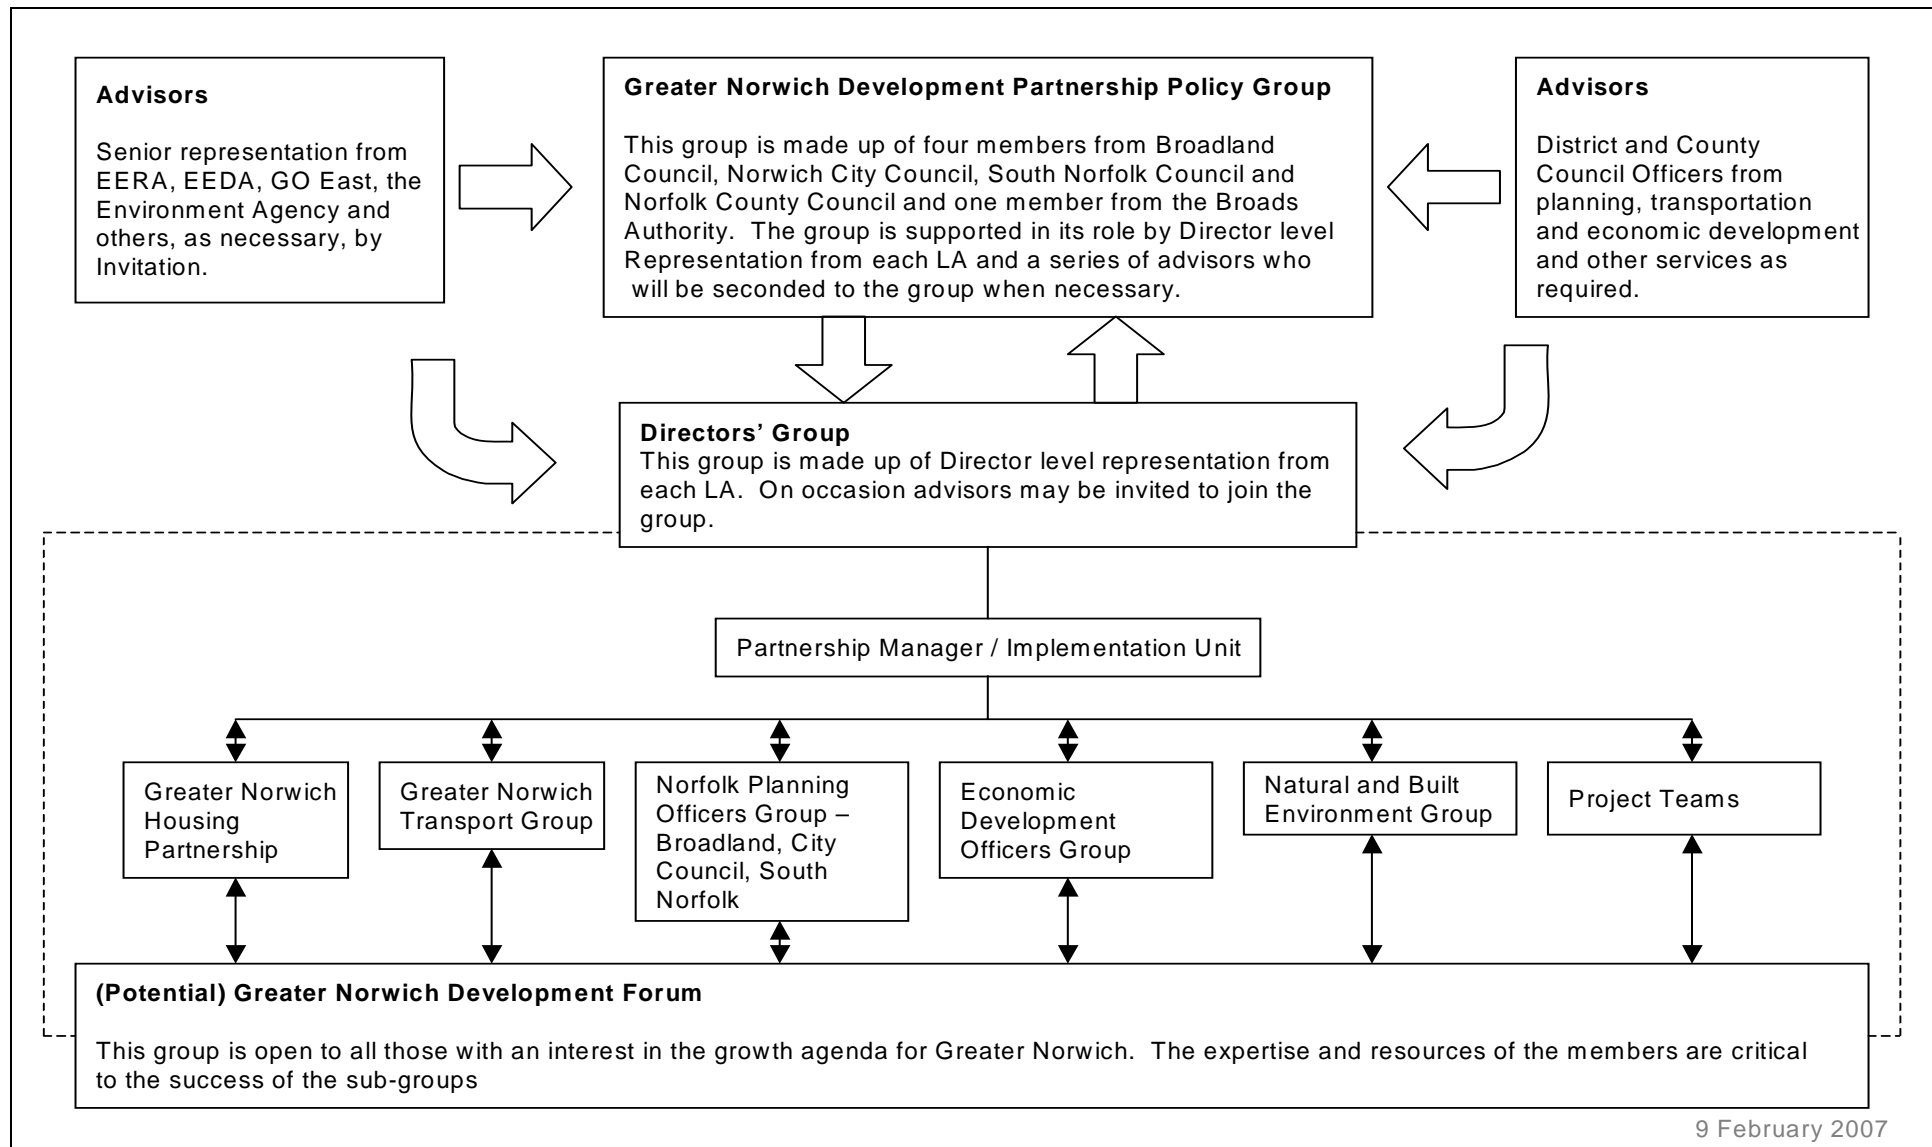 Advisors
Senior representation from
EERA, EEDA, GO East, the
Environment Agency and
others, as necessary, by
Invitation.
Greater Norwich Development Partnership Policy Group
This group is made up of four members from Broadland
Council, Norwich City Council, South Norfolk Council and
Norfolk County Council and one member from the Broads
Authority.  The group is supported in its role by Director level
Representation from each LA and a series of advisors who
will be seconded to the group when necessary.
Advisors
District and County
Council Officers from
planning, transportation
and economic development
and other services as
required.
Directors’ Group
This group is made up of Director level representation from
each LA.  On occasion advisors may be invited to join the
group.
Partnership Manager / Implementation Unit
Greater Norwich
Housing
Partnership
Greater Norwich
Transport Group
Norfolk Planning
Officers Group –
Broadland, City
Council, South
Norfolk
Economic
Development
Officers Group
Natural and Built
Environment Group
Project Teams
(Potential) Greater Norwich Development Forum
This group is open to all those with an interest in the growth agenda for Greater Norwich.  The expertise and resources of the members are critical
to the success of the sub-groups
9 February 2007